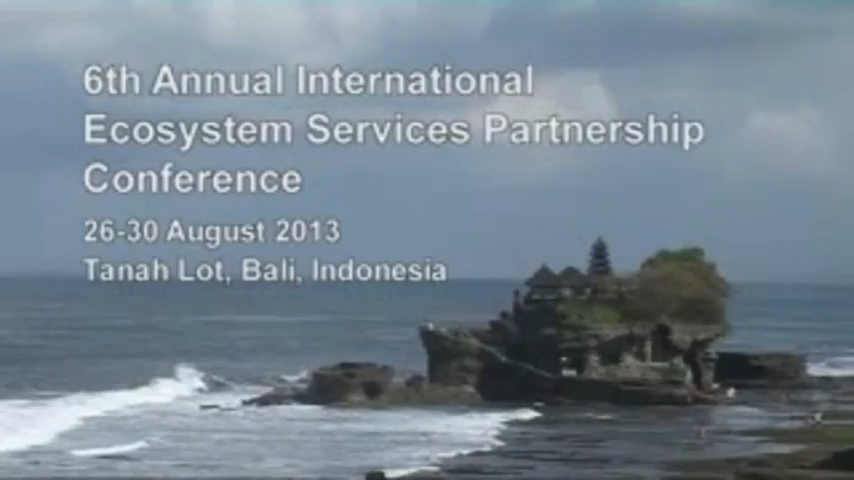 6th Annual International
Ecosystem Services Partnership
Conference
26-30 August 2013
Tanah Lot, Bali, Indonesia